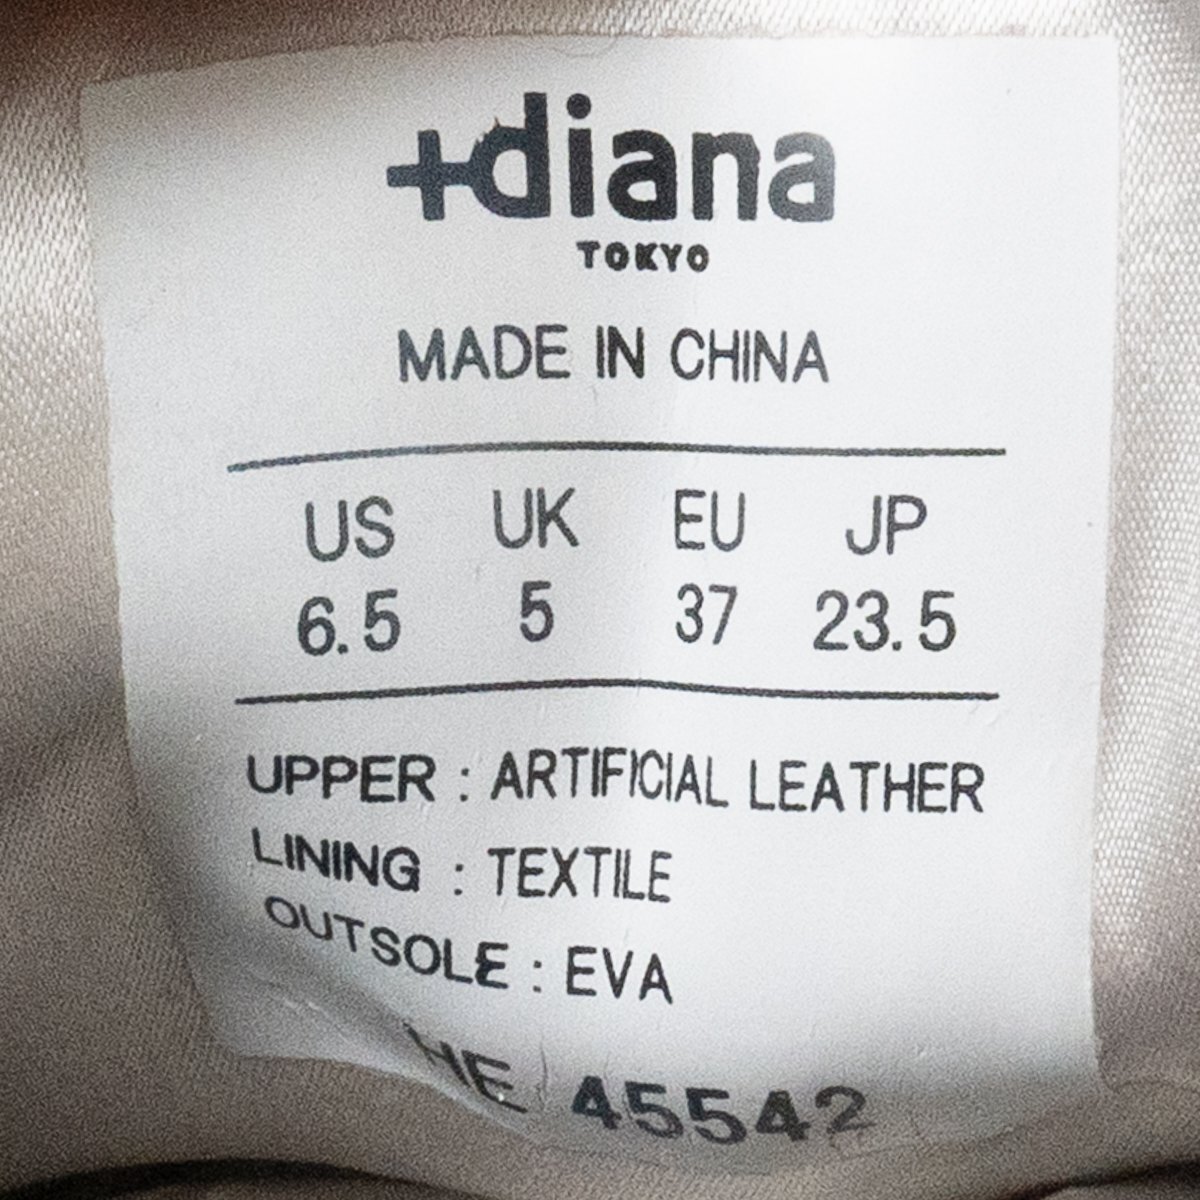 +diana
TOKYO
MADE IN CHINA
US UK EU JP
6.5 5 37 23.5
UPPER : ARTIFICIAL LEATHER
LINING : TEXTILE
OUTSOLE : EVA
HE 45542